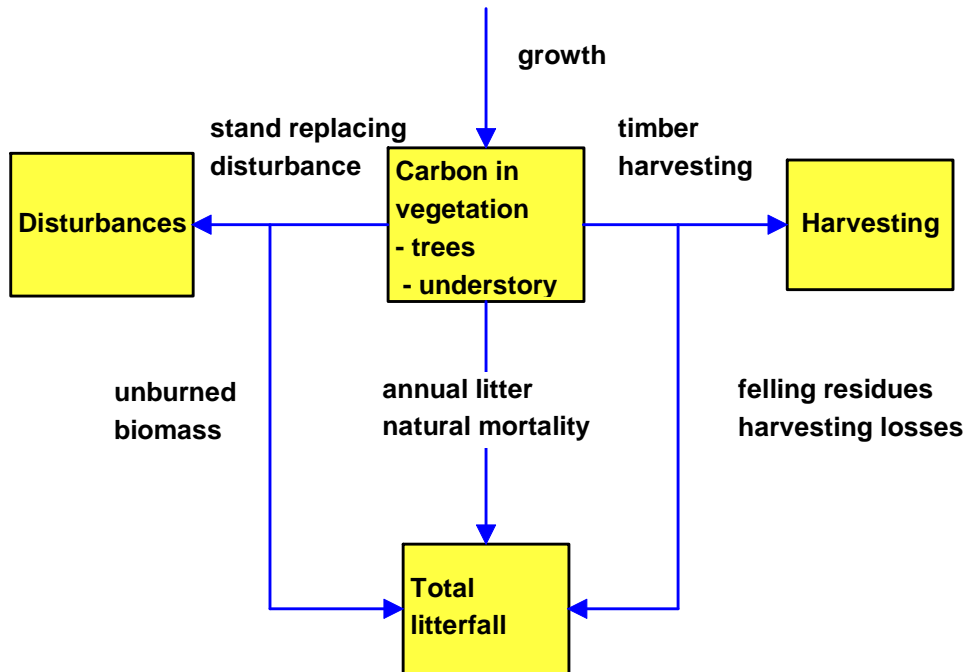 growth
stand replacing
disturbance
timber
harvesting
Disturbances
Carbon in
vegetation
- trees
- understory
Harvesting
unburned
biomass
annual litter
natural mortality
felling residues
harvesting losses
Total
litterfall